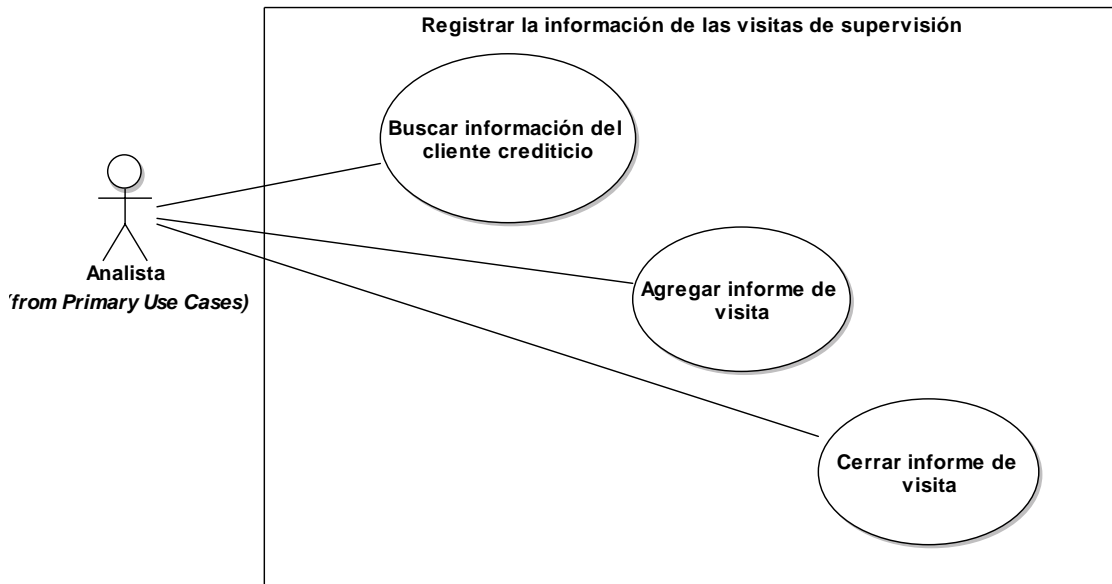 Registrar la información de las visitas de supervisión
Buscar información del
cliente crediticio
Analista
(from Primary Use Cases)
Agregar informe de
visita
Cerrar informe de
visita